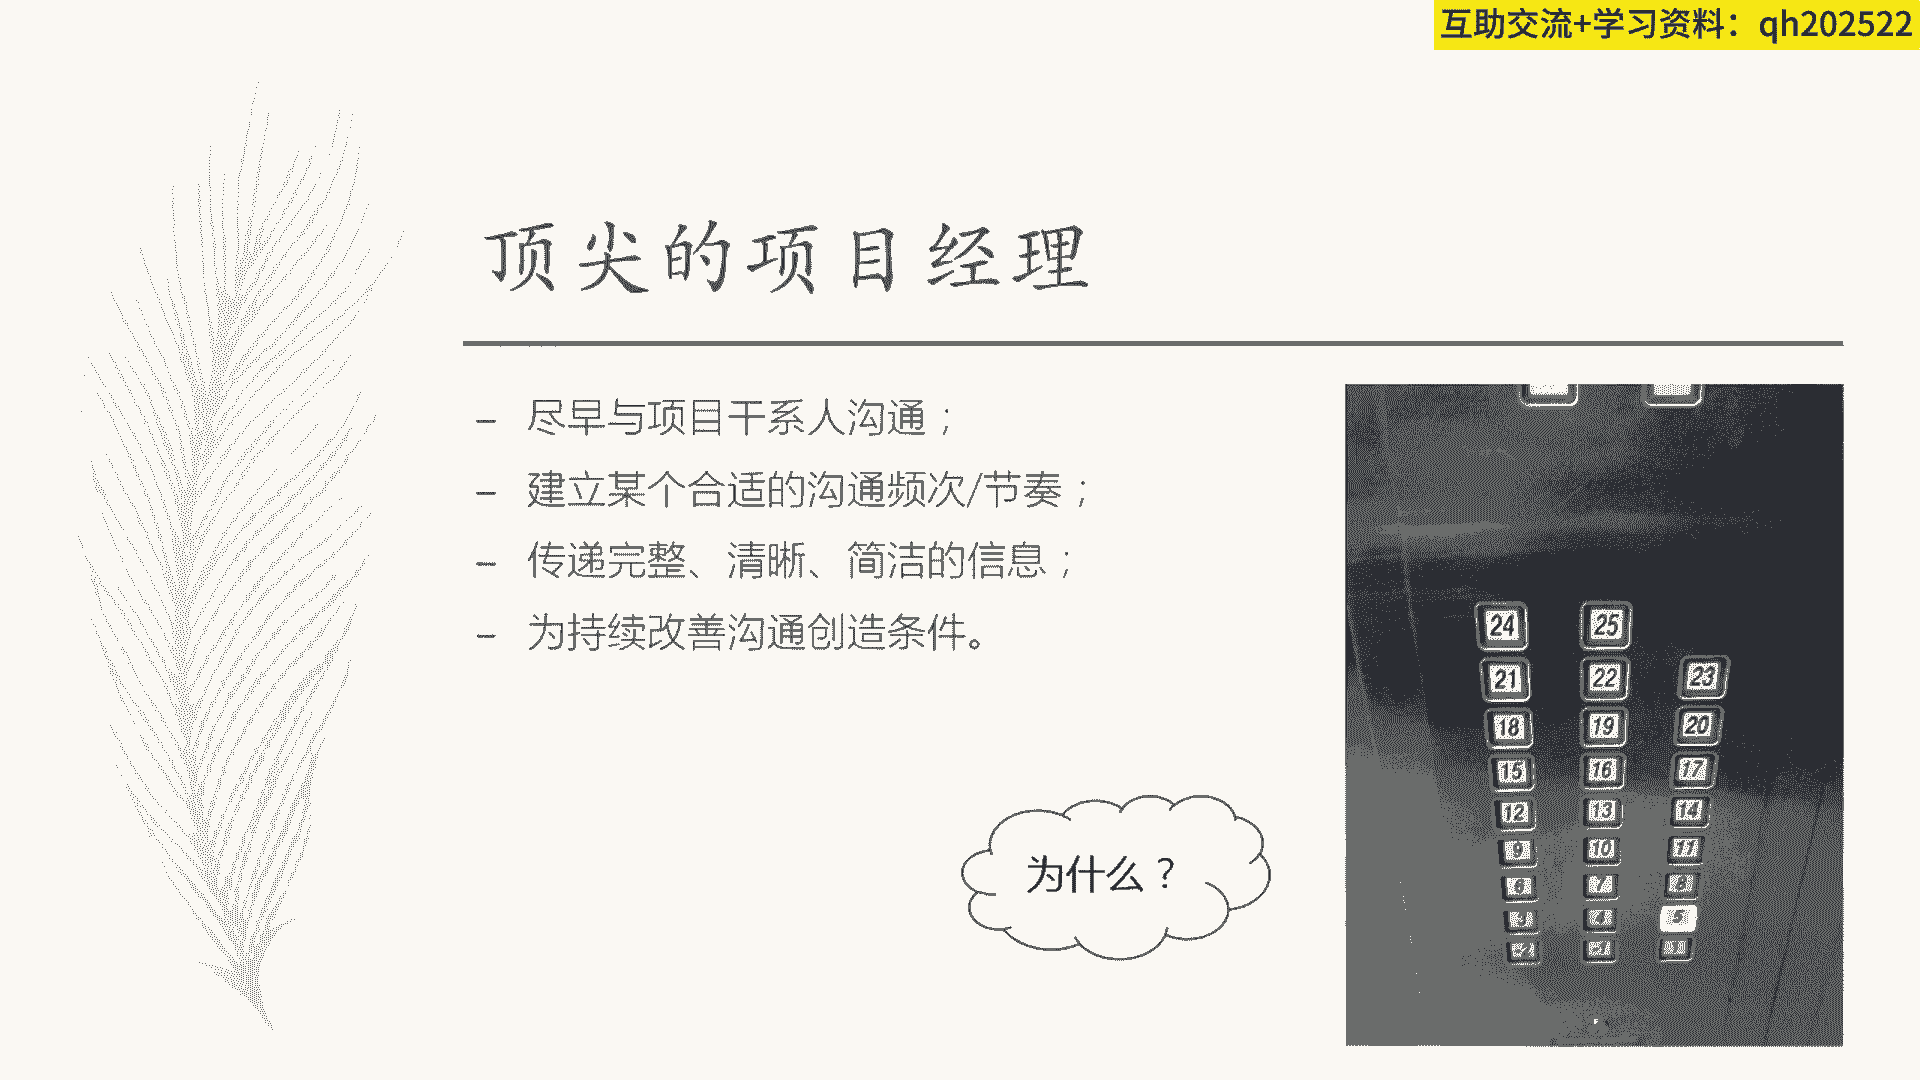 互助交流+学习资料：qh202522
顶尖的项目经理
– 尽早与项目干系人沟通；
– 建立某个合适的沟通频次/节奏；
– 传递完整、清晰、简洁的信息；
– 为持续改善沟通创造条件。
为什么？
24 25
21 22 23
18 19 20
15 16 17
12 13 14
9 10 11
6 7 8
3 4 5